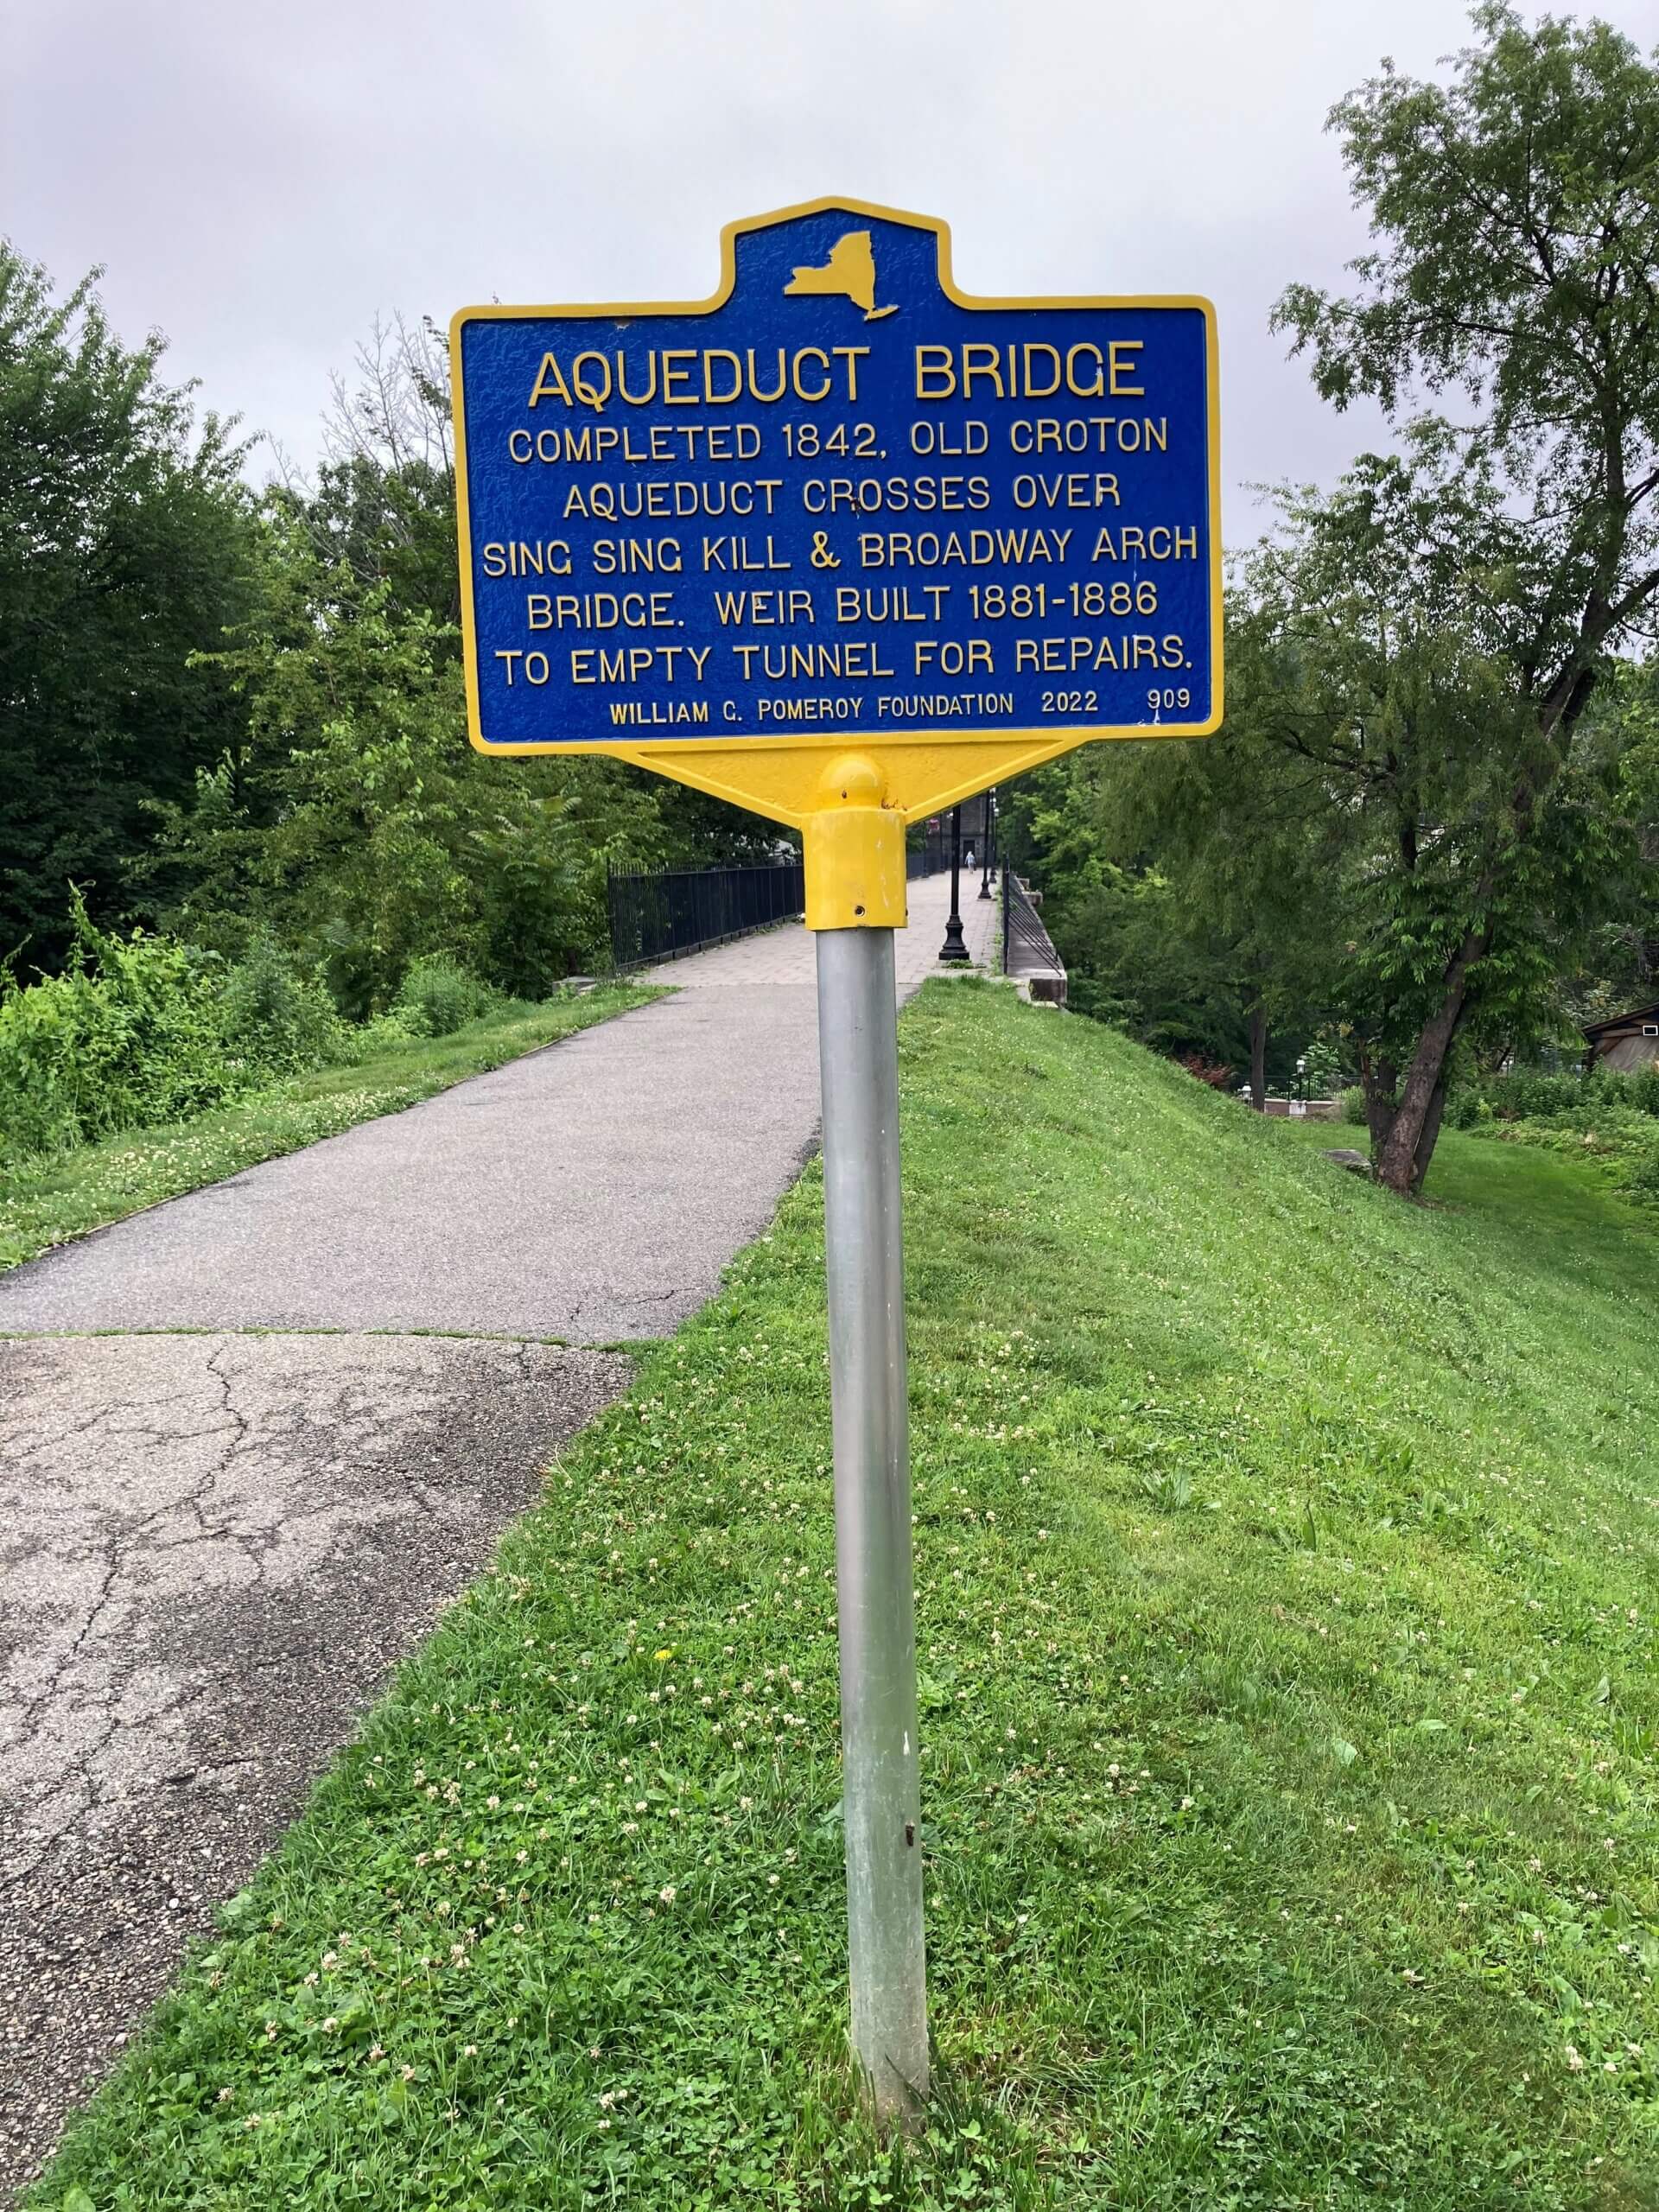 AQUEDUCT BRIDGE
COMPLETED 1842, OLD CROTON
AQUEDUCT CROSSES OVER
SING SING KILL & BROADWAY ARCH
BRIDGE. WEIR BUILT 1881-1886
TO EMPTY TUNNEL FOR REPAIRS.
WILLIAM G. POMEROY FOUNDATION 2022 909